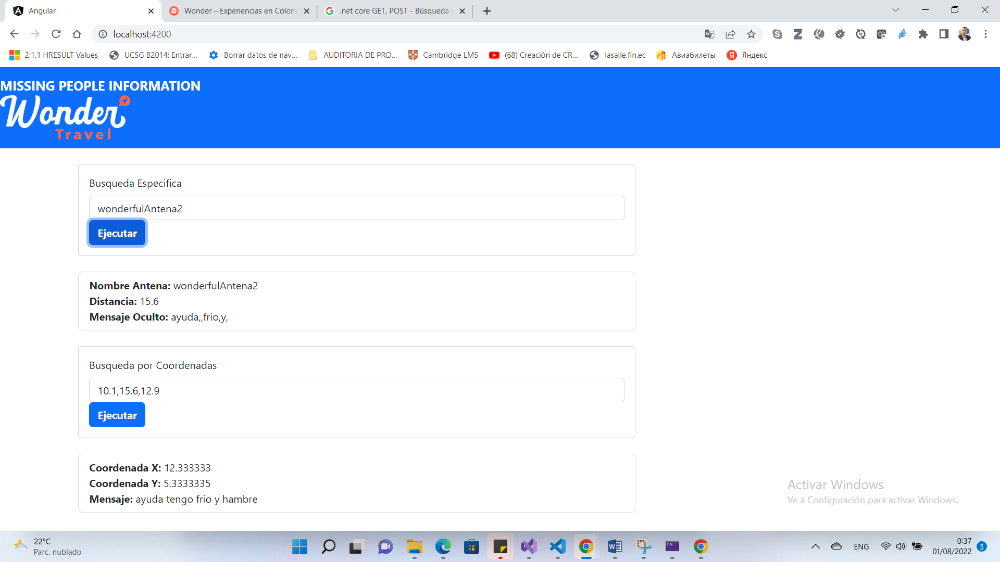 Angular
Wonder – Experiencias en Colom
.net core GET, POST - Búsqueda
localhost:4200
2.1.1 HRESULT Values
UCSG B2014: Entrar...
Borrar datos de nav...
AUDITORIA DE PRO...
Cambridge LMS
(68) Creación de CR...
lasalle.fin.ec
Авиабилеты
Яндекс
MISSING PEOPLE INFORMATION
Wonder
Travel
Busqueda Especifica
wonderfulAntena2
Ejecutar
Nombre Antena: wonderfulAntena2
Distancia: 15.6
Mensaje Oculto: ayuda,,frio,y,
Busqueda por Coordenadas
10.1,15.6,12.9
Ejecutar
Coordenada X: 12.333333
Coordenada Y: 5.3333335
Mensaje: ayuda tengo frio y hambre
Activar Windows
Ve a Configuración para activar Windows.
22°C
Parc. nublado
ENG
0:37
01/08/2022
3